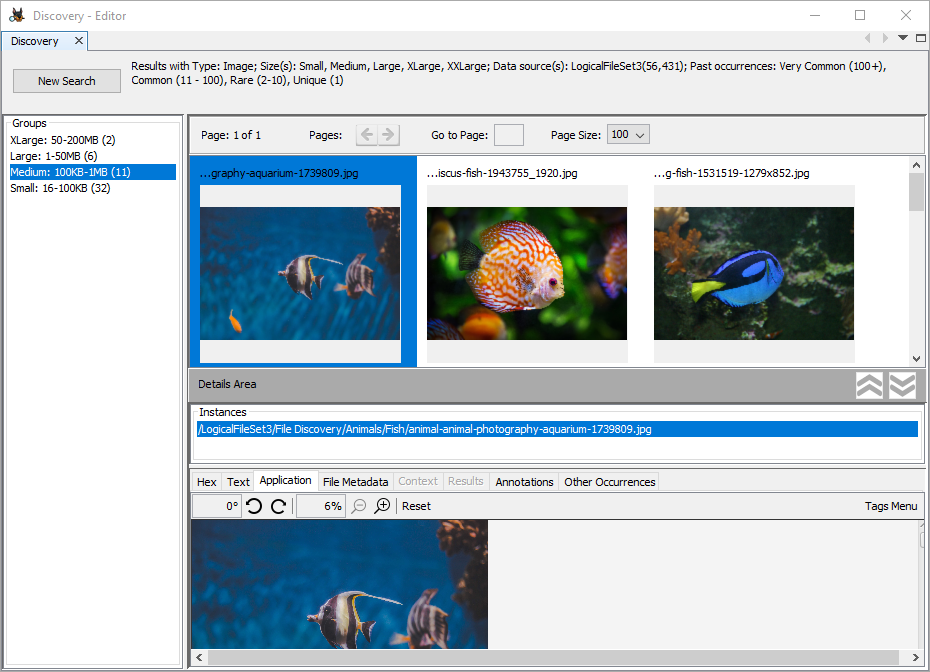 Discovery - Editor
Discovery
New Search
Results with Type: Image; Size(s): Small, Medium, Large, XLarge, XXLarge; Data source(s): LogicalFileSet3(56,431); Past occurrences: Very Common (100+),
Common (11 - 100), Rare (2-10), Unique (1)
Groups
XLarge: 50-200MB (2)
Large: 1-50MB (6)
Medium: 100KB-1MB (11)
Small: 16-100KB (32)
Page: 1 of 1 Pages: Go to Page: Page Size: 100
...graphy-aquarium-1739809.jpg ...iscus-fish-1943755_1920.jpg ...g-fish-1531519-1279x852.jpg
Details Area
Instances
/LogicalFileSet3/File Discovery/Animals/Fish/animal-animal-photography-aquarium-1739809.jpg
Hex Text Application File Metadata Context Results Annotations Other Occurrences
0° 6% Reset Tags Menu